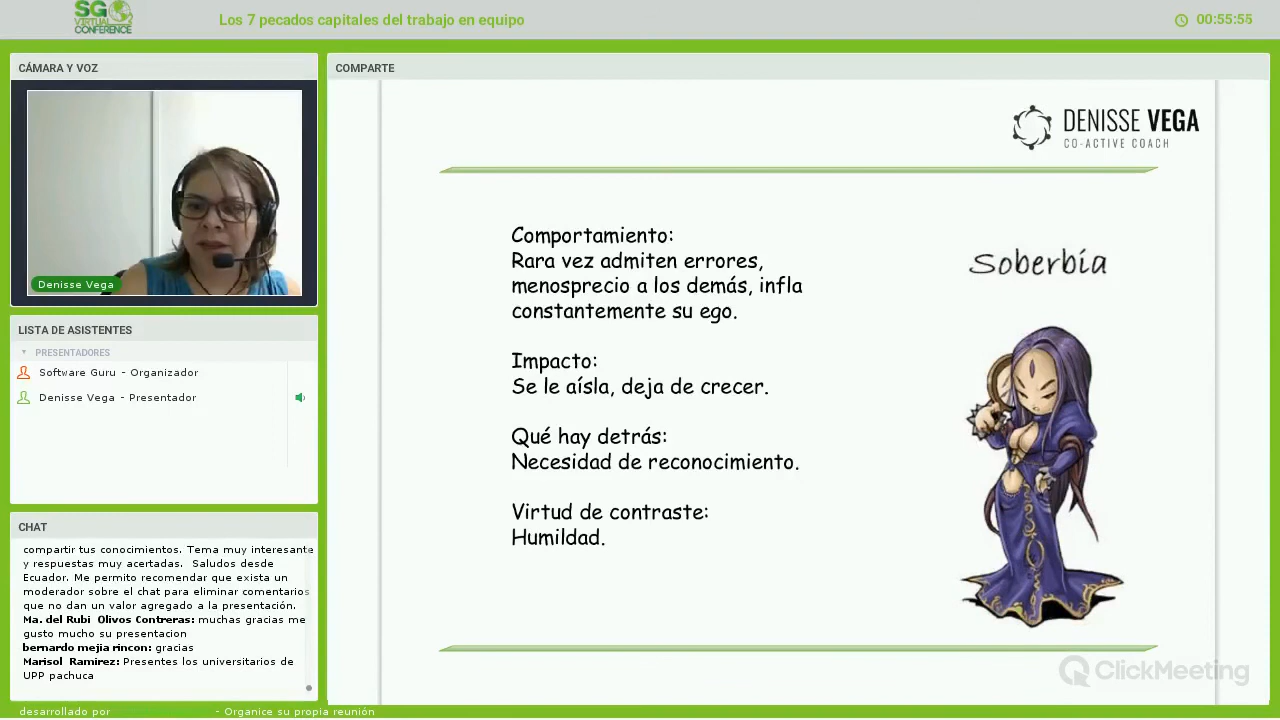 SG
VIRTUAL
CONFERENCE
Los 7 pecados capitales del trabajo en equipo
00:55:55
CÁMARA Y VOZ
Denisse Vega
LISTA DE ASISTENTES
PRESENTADORES
Software Guru - Organizador
Denisse Vega - Presentador
CHAT
compartir tus conocimientos. Tema muy interesante
y respuestas muy acertadas. Saludos desde
Ecuador. Me permito recomendar que exista un
moderador sobre el chat para eliminar comentarios
que no dan un valor agregado a la presentación.
Ma. del Rubi Olivos Contreras: muchas gracias me
gusto mucho su presentacion
bernardo mejia rincon: gracias
Marisol Ramirez: Presentes los universitarios de
UPP pachuca
COMPARTE
DENISSE VEGA
CO-ACTIVE COACH
Comportamiento:
Rara vez admiten errores,
menosprecio a los demás, infla
constantemente su ego.
Impacto:
Se le aísla, deja de crecer.
Qué hay detrás:
Necesidad de reconocimiento.
Virtud de contraste:
Humildad.
Soberbia
ClickMeeting
desarrollado por - Organice su propia reunión